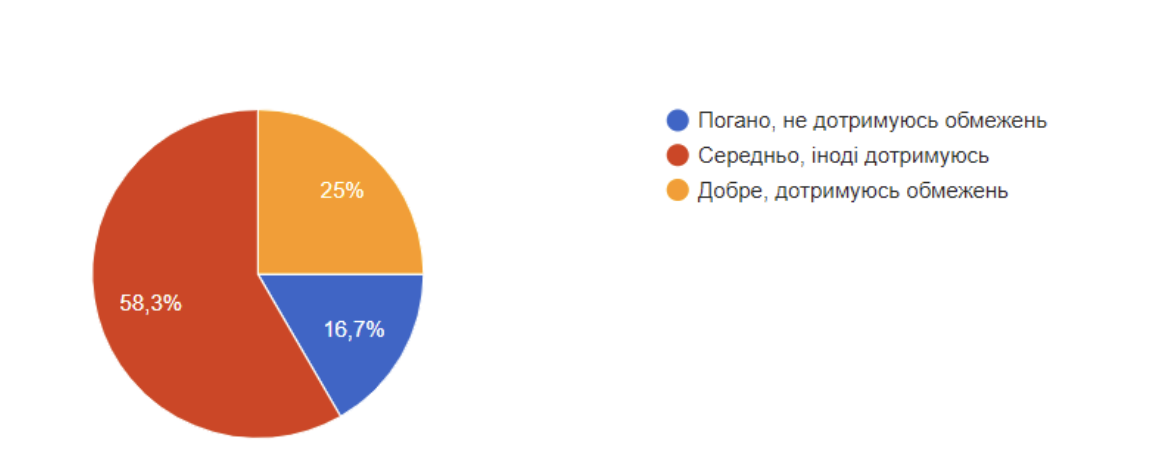 Погано, не дотримуюсь обмежень
Середньо, іноді дотримуюсь
Добре, дотримуюсь обмежень
25%
58,3%
16,7%